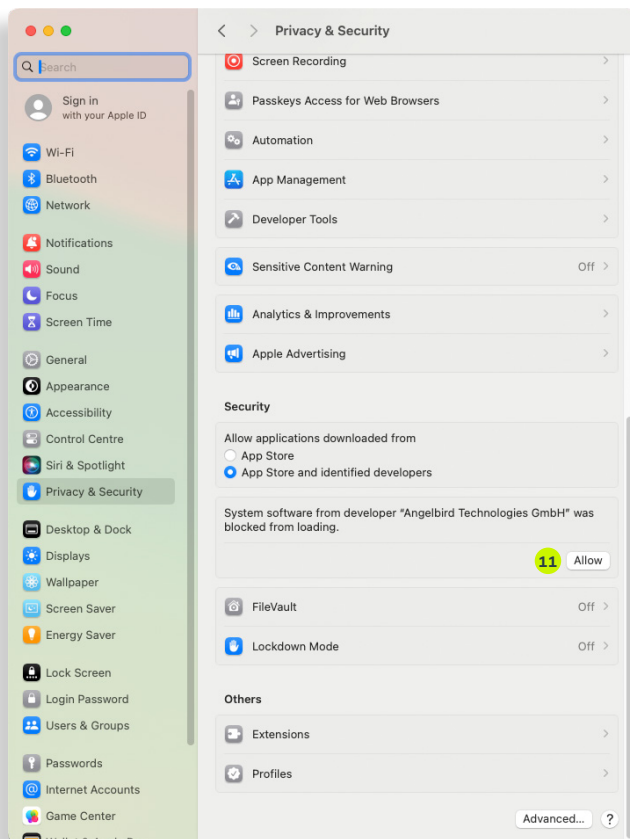 Privacy & Security
Search
Sign in
with your Apple ID
Wi-Fi
Bluetooth
Network
Notifications
Sound
Focus
Screen Time
General
Appearance
Accessibility
Control Centre
Siri & Spotlight
Privacy & Security
Desktop & Dock
Displays
Wallpaper
Screen Saver
Energy Saver
Lock Screen
Login Password
Users & Groups
Passwords
Internet Accounts
Game Center
Screen Recording
Passkeys Access for Web Browsers
Automation
App Management
Developer Tools
Sensitive Content Warning Off
Analytics & Improvements
Apple Advertising
Security
Allow applications downloaded from
App Store
App Store and identified developers
System software from developer “Angelbird Technologies GmbH” was
blocked from loading.
11 Allow
FileVault Off
Lockdown Mode Off
Others
Extensions
Profiles
Advanced... ?